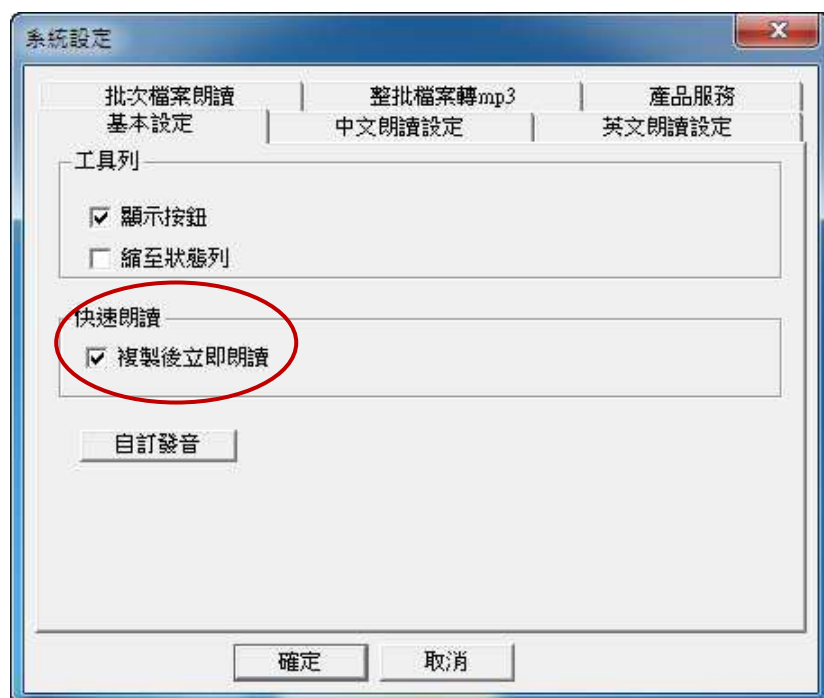 系統設定
批次檔案朗讀 整批檔案轉mp3 產品服務
基本設定 中文朗讀設定 英文朗讀設定
工具列
顯示按鈕
縮至狀態列
快速朗讀
複製後立即朗讀
自訂發音
確定 取消